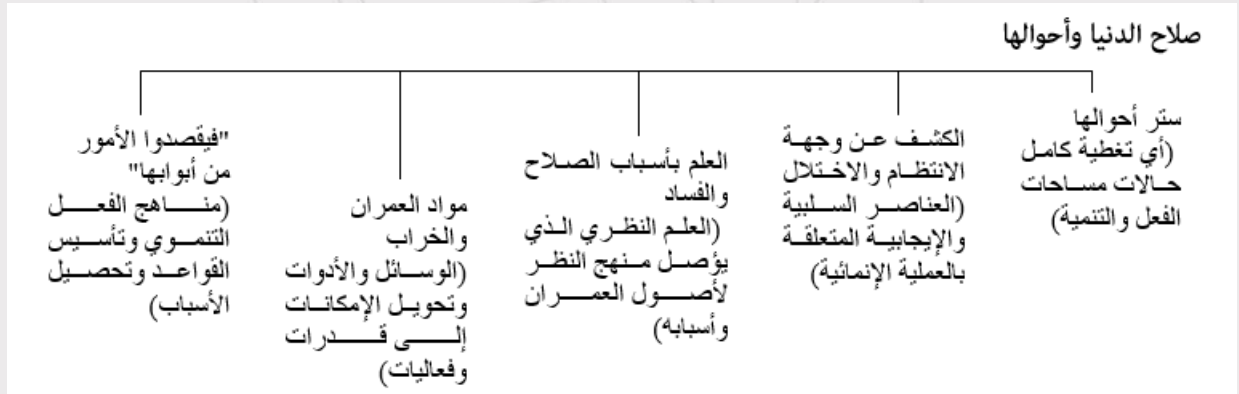 صلاح الدنيا وأحوالها
ستر أحوالها
(أي تغطية كامل
حالات مساحات
الفعل والتنمية)
الكشف عن وجهة
الانتظام والاختلال
(العناصر السلبية
والإيجابية المتعلقة
بالعملية الإنمائية)
العلم بأسباب الصلاح
والفساد
(العلم النظري الذي
يؤصل منهج النظر
لأصول العمران
وأسبابه)
مواد العمران
والخراب
(الوسائل والأدوات
وتحويل الإمكانات
إلى قدرات
وفعاليات)
"فيقصدوا الأمور
من أبوابها"
(مناهج الفعل
التنموي وتأسيس
القواعد وتحصيل
الأسباب)